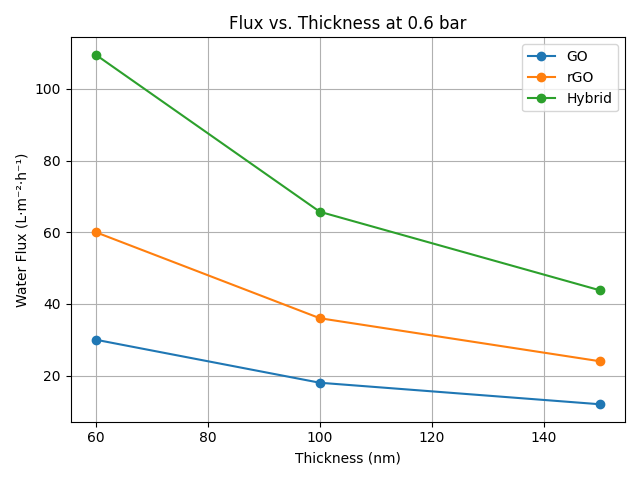 Flux vs. Thickness at 0.6 bar
GO
rGO
Hybrid
Water Flux (L·m⁻²·h⁻¹)
100
80
60
40
20
60 80 100 120 140
Thickness (nm)